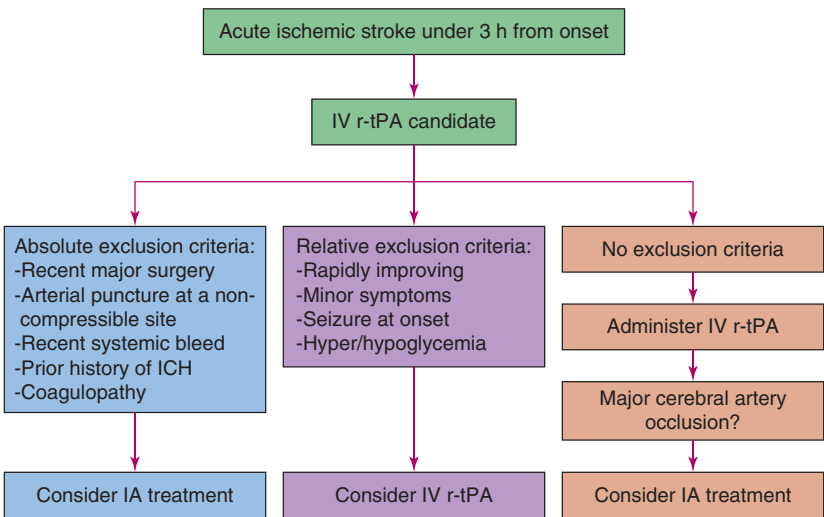 Acute ischemic stroke under 3 h from onset
IV r-tPA candidate
Absolute exclusion criteria:
-Recent major surgery
-Arterial puncture at a non-
compressible site
-Recent systemic bleed
-Prior history of ICH
-Coagulopathy
Consider IA treatment
Relative exclusion criteria:
-Rapidly improving
-Minor symptoms
-Seizure at onset
-Hyper/hypoglycemia
Consider IV r-tPA
No exclusion criteria
Administer IV r-tPA
Major cerebral artery
occlusion?
Consider IA treatment